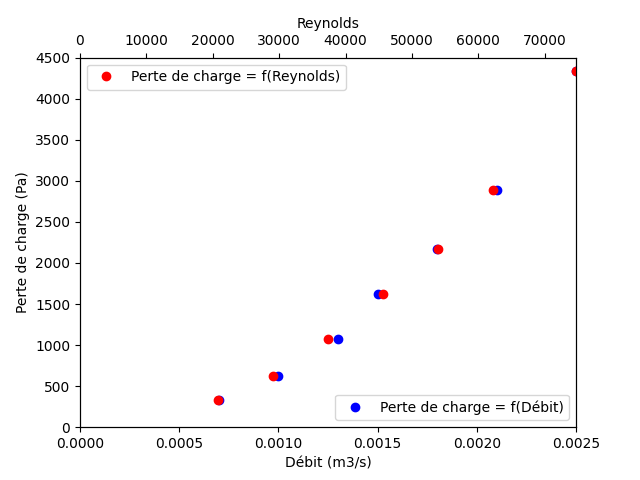 Reynolds
0 10000 20000 30000 40000 50000 60000 70000
Perte de charge = f(Reynolds)
4500
4000
3500
3000
2500
2000
1500
1000
500
0
Perte de charge (Pa)
Perte de charge = f(Débit)
0.0000 0.0005 0.0010 0.0015 0.0020 0.0025
Débit (m3/s)